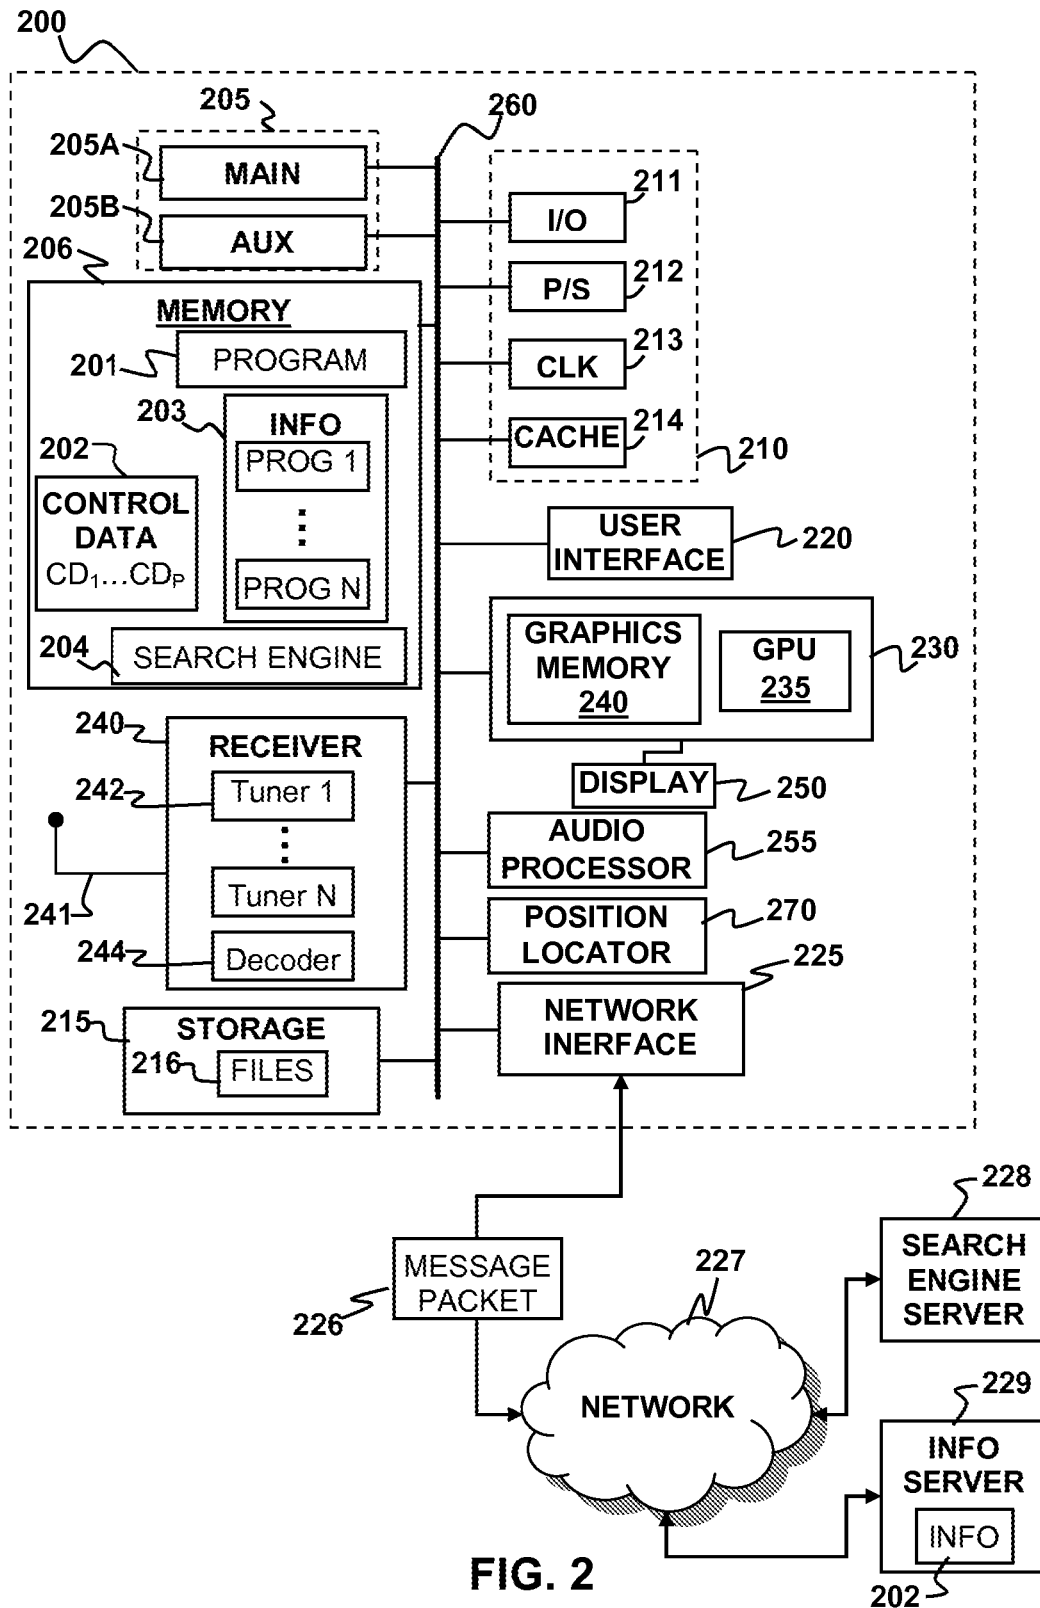 200
205
260
205A
MAIN
211
I/O
205B
AUX
206
212
P/S
MEMORY
201
PROGRAM
213
CLK
203
INFO
214
CACHE
202
PROG 1
210
CONTROL
DATA
CD1...CDP
PROG N
USER
INTERFACE
220
204
SEARCH ENGINE
GRAPHICS
MEMORY
240
GPU
235
230
240
RECEIVER
242
Tuner 1
DISPLAY
250
AUDIO
PROCESSOR
255
241
Tuner N
POSITION
LOCATOR
270
244
Decoder
225
215
STORAGE
216
FILES
NETWORK
INERFACE
228
SEARCH
ENGINE
SERVER
MESSAGE
PACKET
226
227
NETWORK
229
INFO
SERVER
INFO
202
FIG. 2